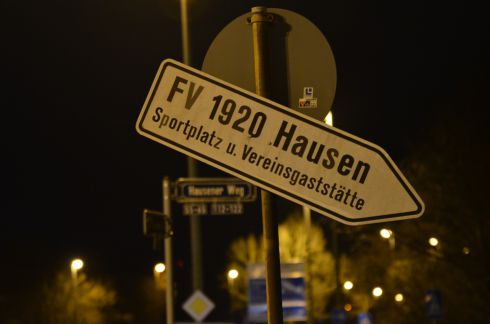 FV 1920 Hausen
Sportplatz u. Vereinsgaststätte
Hausener Weg